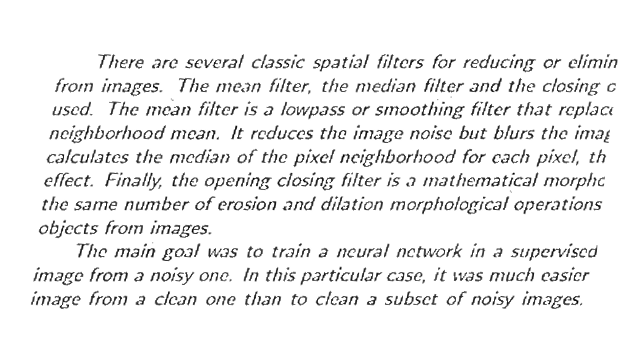 There are several classic spatial filters for reducing or elimin
from images. The mean filter, the median filter and the closing o
used. The mean filter is a lowpass or smoothing filter that replace
neighborhood mean. It reduces the image noise but blurs the imag
calculates the median of the pixel neighborhood for each pixel, th
effect. Finally, the opening closing filter is a mathematical morpho
the same number of erosion and dilation morphological operations
objects from images.
The main goal was to train a neural network in a supervised
image from a noisy one. In this particular case, it was much easier
image from a clean one than to clean a subset of noisy images.